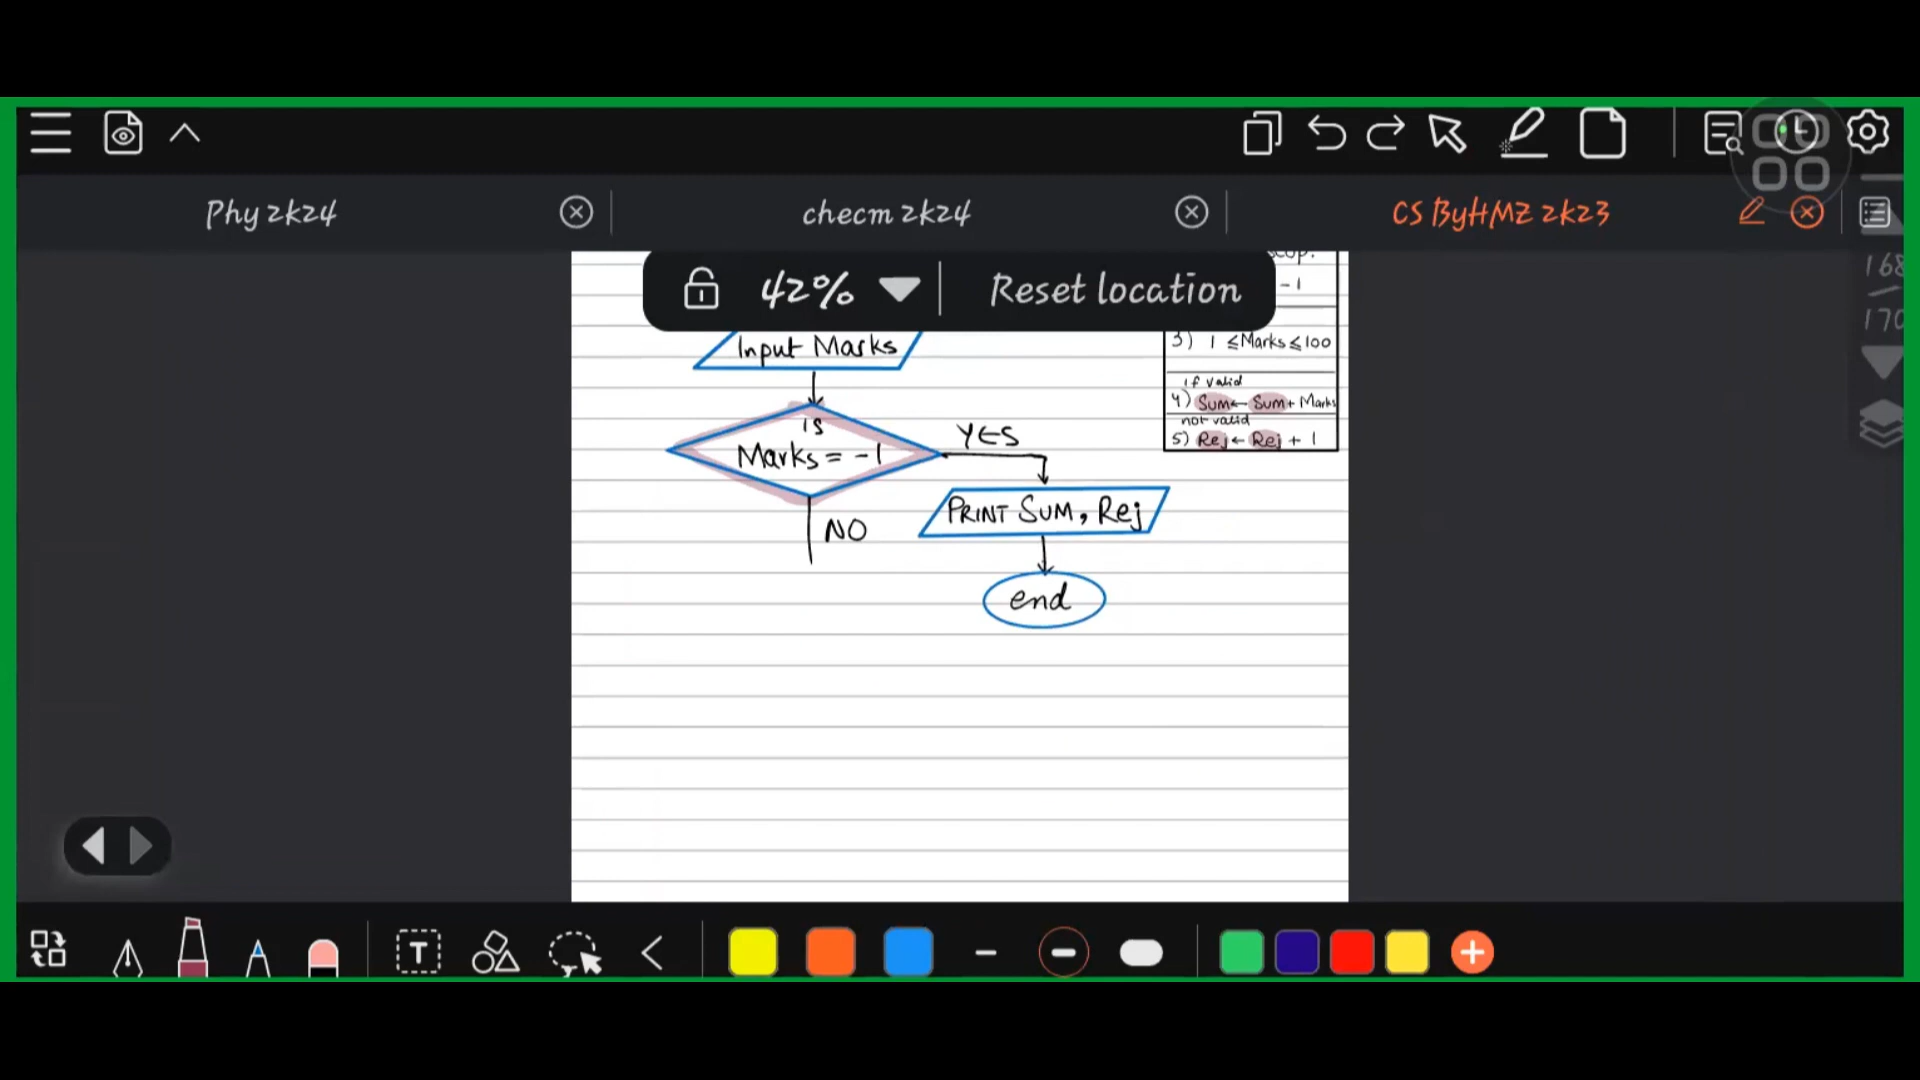 Phy 2k24
checm 2k24
CS ByHMZ 2k23
42%
Reset location
168
170
-1
Input Marks
3) 1 ≤ Marks ≤ 100
if valid
4) Sum ← Sum + Marks
not valid
5) Rej ← Rej + 1
is
Marks = -1
YES
NO
PRINT SUM, Rej
end
T